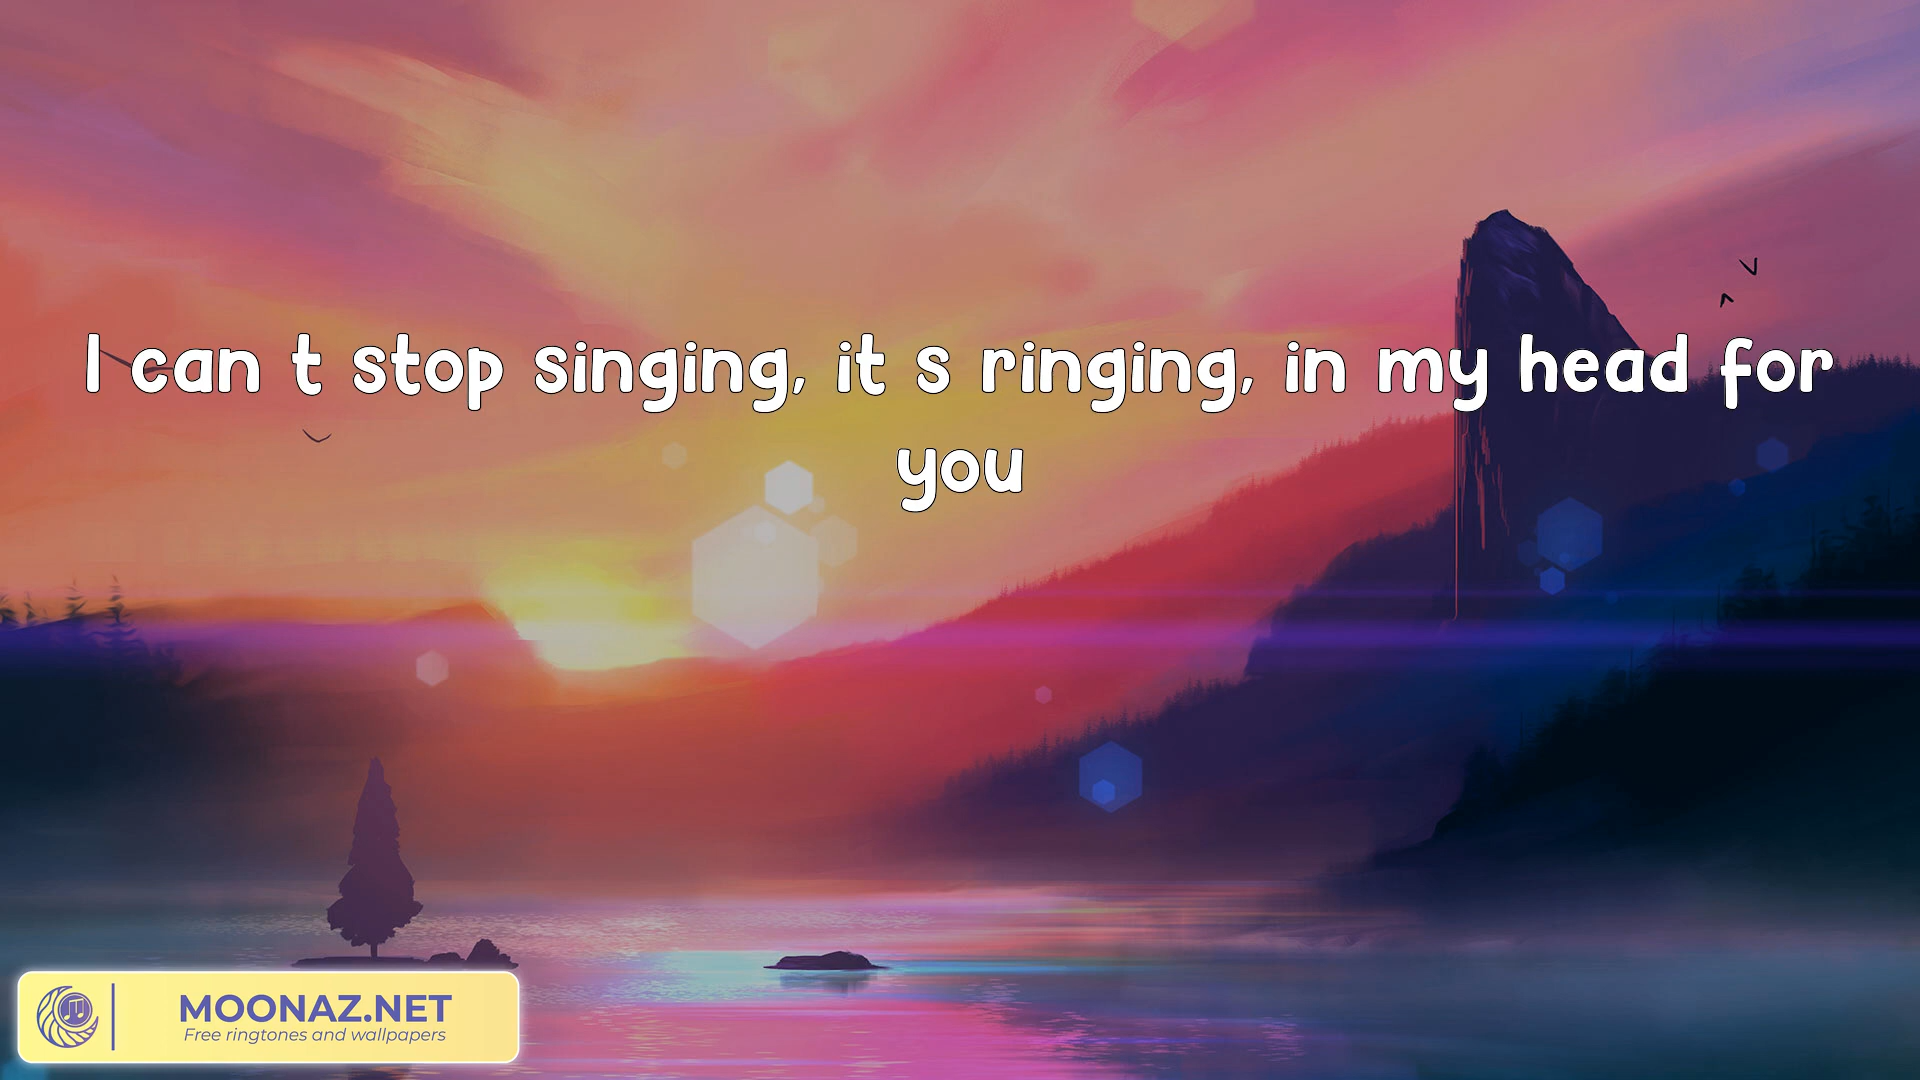 I can t stop singing, it s ringing, in my head for
you
MOONAZ.NET
Free ringtones and wallpapers